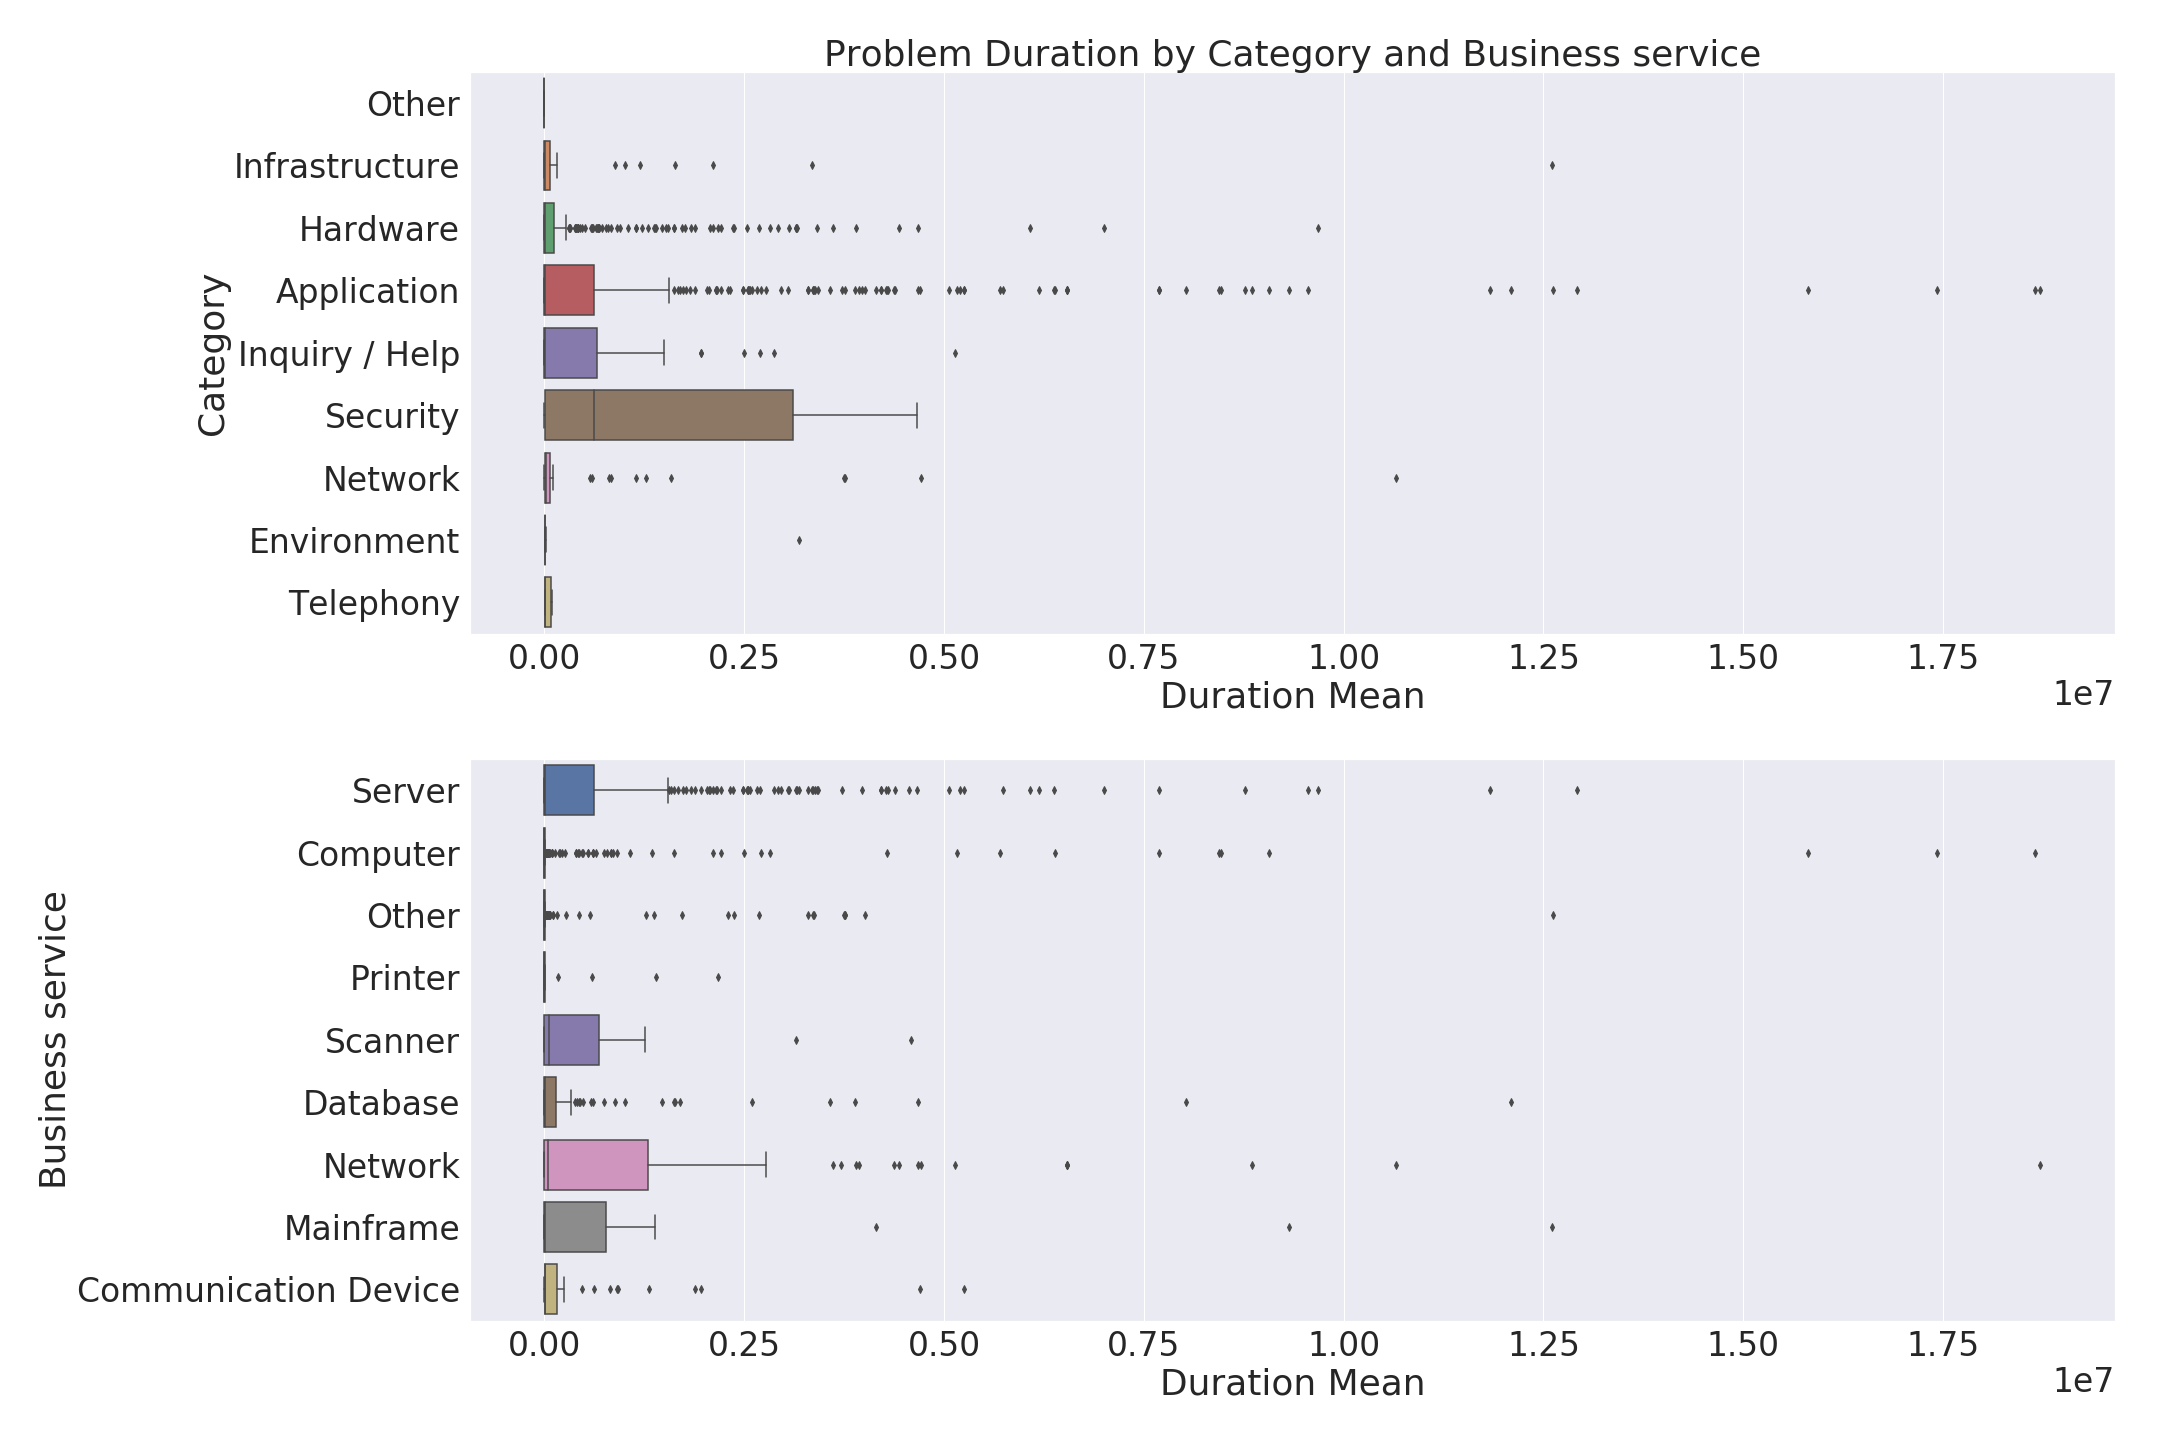 Problem Duration by Category and Business service
Category
Other
Infrastructure
Hardware
Application
Inquiry / Help
Security
Network
Environment
Telephony
0.00 0.25 0.50 0.75 1.00 1.25 1.50 1.75
Duration Mean
1e7
Business service
Server
Computer
Other
Printer
Scanner
Database
Network
Mainframe
Communication Device
0.00 0.25 0.50 0.75 1.00 1.25 1.50 1.75
Duration Mean
1e7